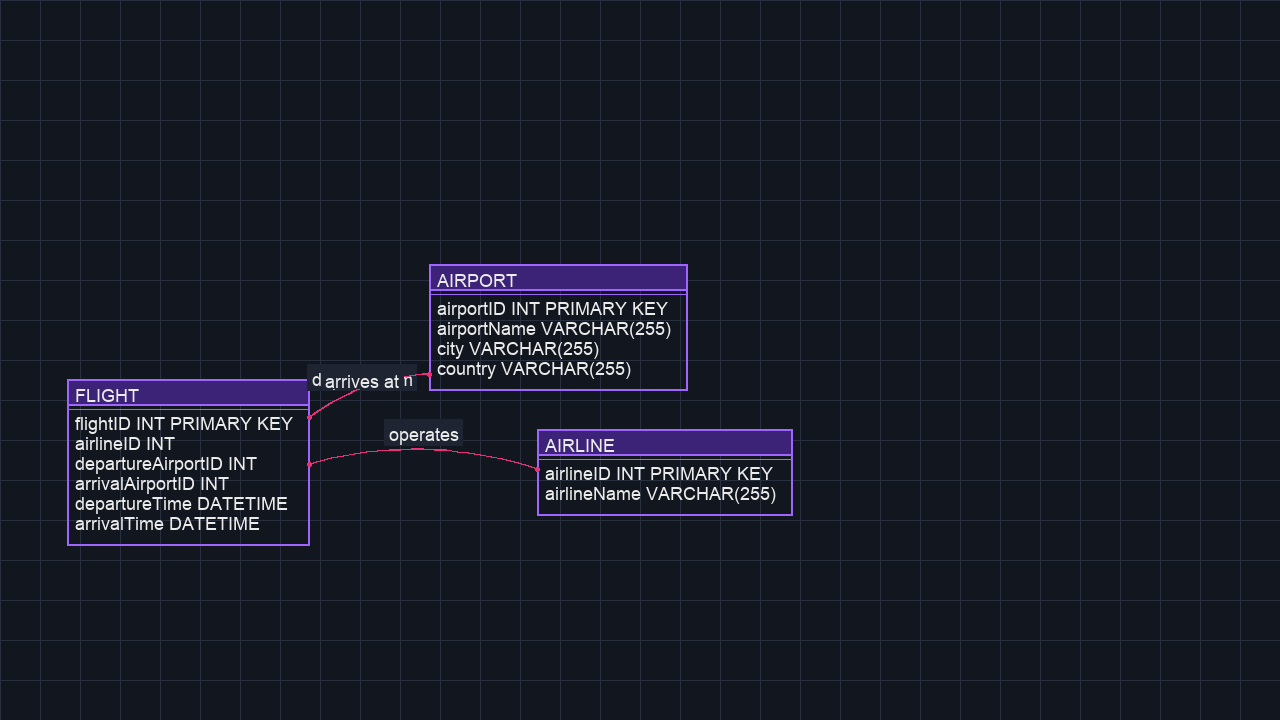 AIRPORT
airportID INT PRIMARY KEY
airportName VARCHAR(255)
city VARCHAR(255)
country VARCHAR(255)
arrives at
FLIGHT
flightID INT PRIMARY KEY
airlineID INT
departureAirportID INT
arrivalAirportID INT
departureTime DATETIME
arrivalTime DATETIME
operates
AIRLINE
airlineID INT PRIMARY KEY
airlineName VARCHAR(255)